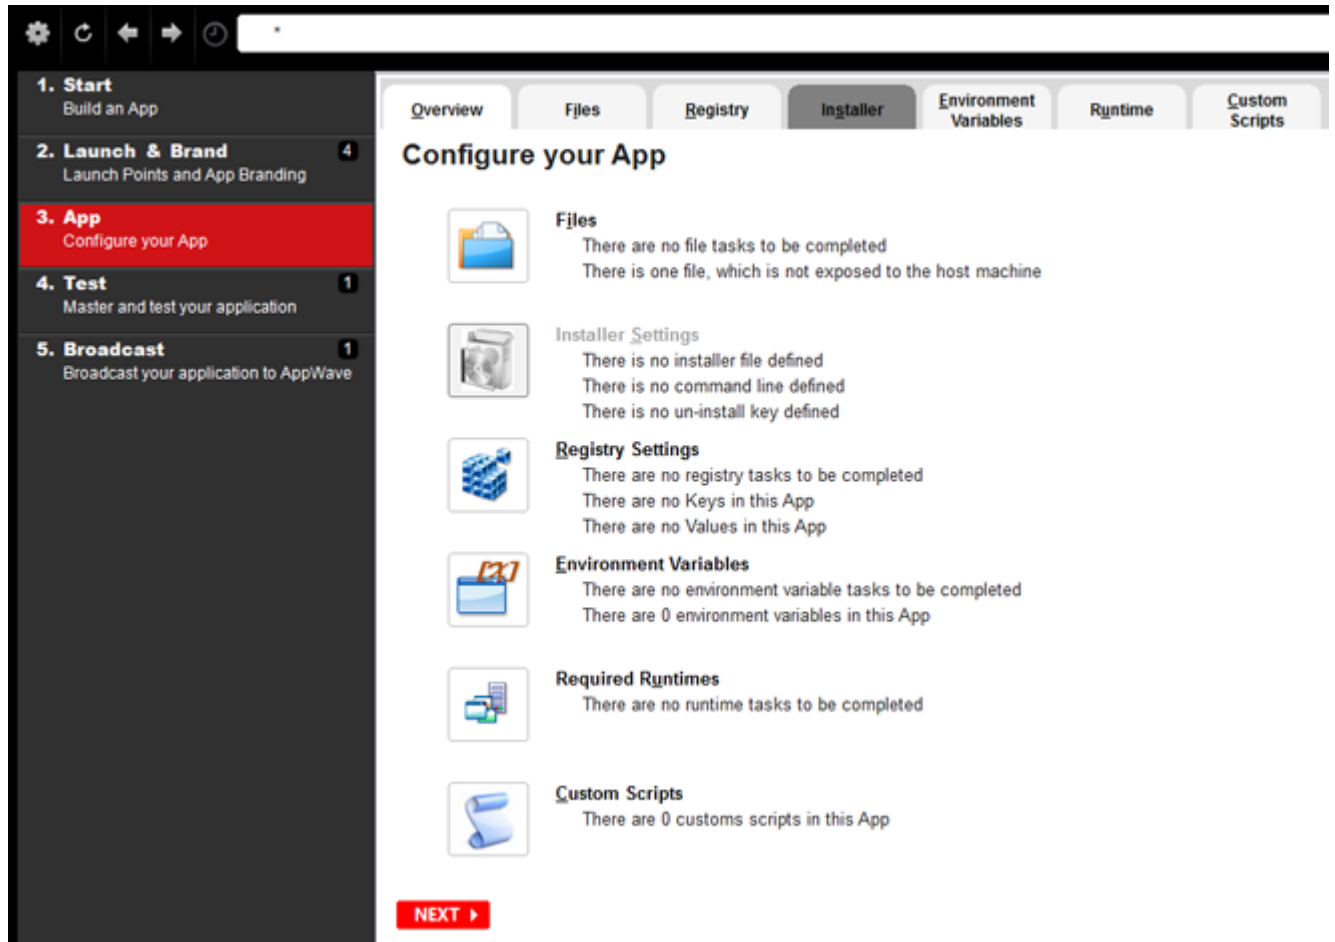 *
1. Start
Build an App
2. Launch & Brand 4
Launch Points and App Branding
3. App
Configure your App
4. Test 1
Master and test your application
5. Broadcast 1
Broadcast your application to AppWave
Overview Files Registry Installer Environment Variables Runtime Custom Scripts
Configure your App
Files
There are no file tasks to be completed
There is one file, which is not exposed to the host machine
Installer Settings
There is no installer file defined
There is no command line defined
There is no un-install key defined
Registry Settings
There are no registry tasks to be completed
There are no Keys in this App
There are no Values in this App
Environment Variables
There are no environment variable tasks to be completed
There are 0 environment variables in this App
Required Runtimes
There are no runtime tasks to be completed
Custom Scripts
There are 0 customs scripts in this App
NEXT